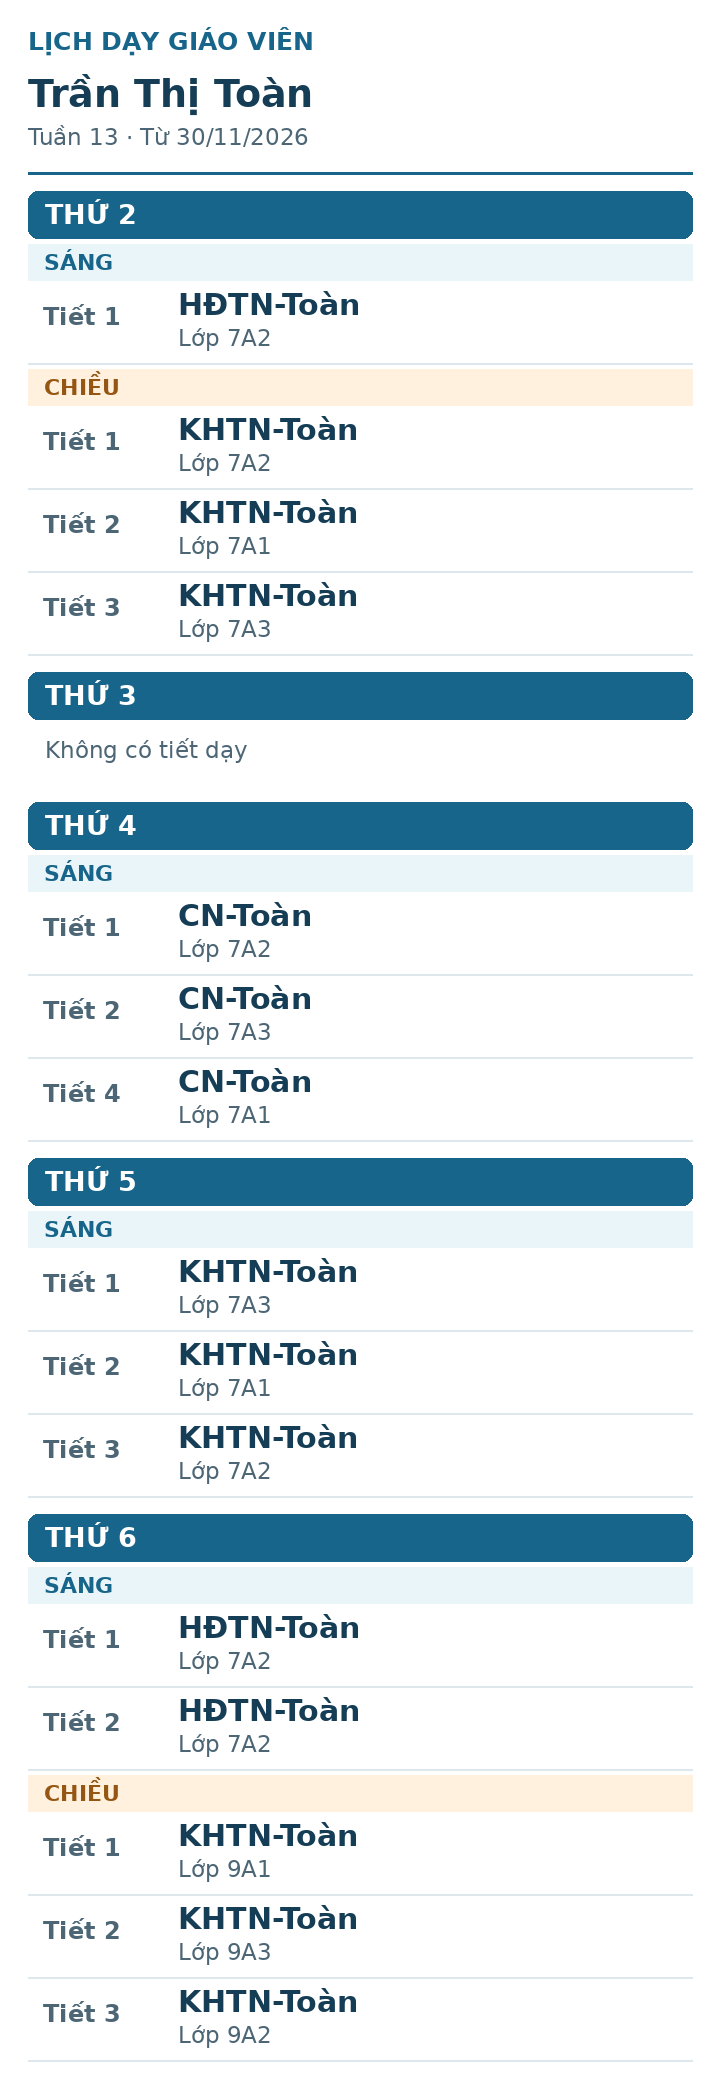 LỊCH DẠY GIÁO VIÊN
Trần Thị Toàn
Tuần 13 · Từ 30/11/2026
THỨ 2
SÁNG
Tiết 1 HĐTN-Toàn
Lớp 7A2
CHIỀU
Tiết 1 KHTN-Toàn
Lớp 7A2
Tiết 2 KHTN-Toàn
Lớp 7A1
Tiết 3 KHTN-Toàn
Lớp 7A3
THỨ 3
Không có tiết dạy
THỨ 4
SÁNG
Tiết 1 CN-Toàn
Lớp 7A2
Tiết 2 CN-Toàn
Lớp 7A3
Tiết 4 CN-Toàn
Lớp 7A1
THỨ 5
SÁNG
Tiết 1 KHTN-Toàn
Lớp 7A3
Tiết 2 KHTN-Toàn
Lớp 7A1
Tiết 3 KHTN-Toàn
Lớp 7A2
THỨ 6
SÁNG
Tiết 1 HĐTN-Toàn
Lớp 7A2
Tiết 2 HĐTN-Toàn
Lớp 7A2
CHIỀU
Tiết 1 KHTN-Toàn
Lớp 9A1
Tiết 2 KHTN-Toàn
Lớp 9A3
Tiết 3 KHTN-Toàn
Lớp 9A2